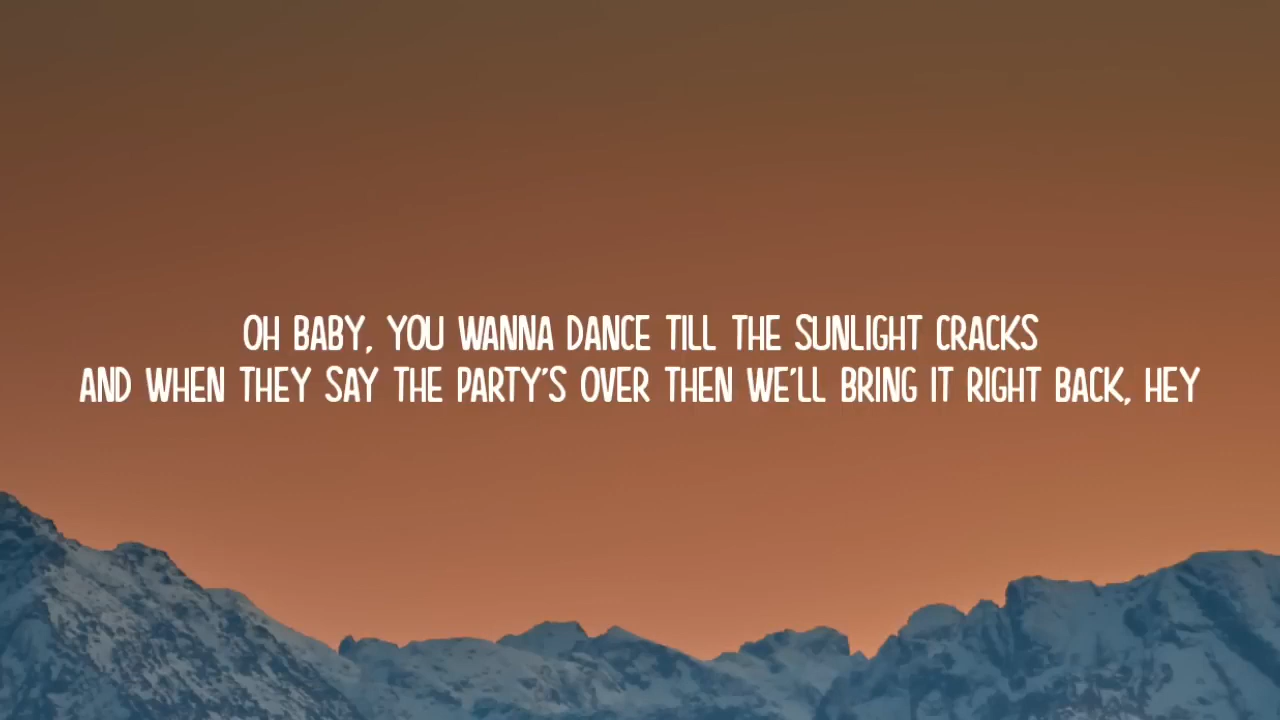 OH BABY, YOU WANNA DANCE TILL THE SUNLIGHT CRACKS
AND WHEN THEY SAY THE PARTY'S OVER THEN WE'LL BRING IT RIGHT BACK, HEY